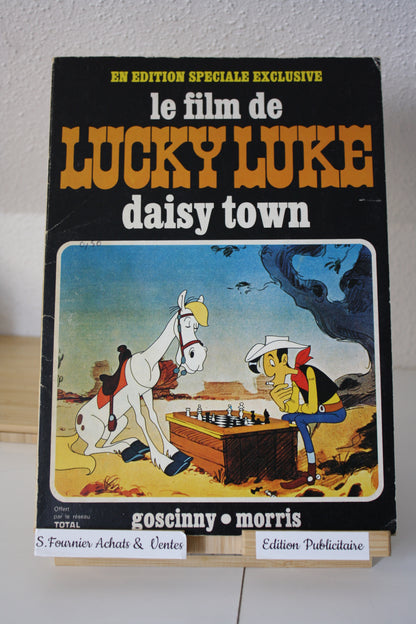 EN EDITION SPECIALE EXCLUSIVE
le film de
LUCKY LUKE
daisy town
Offert
par le réseau
TOTAL
goscinny • morris
S.Fournier Achats & Ventes
Edition Publicitaire